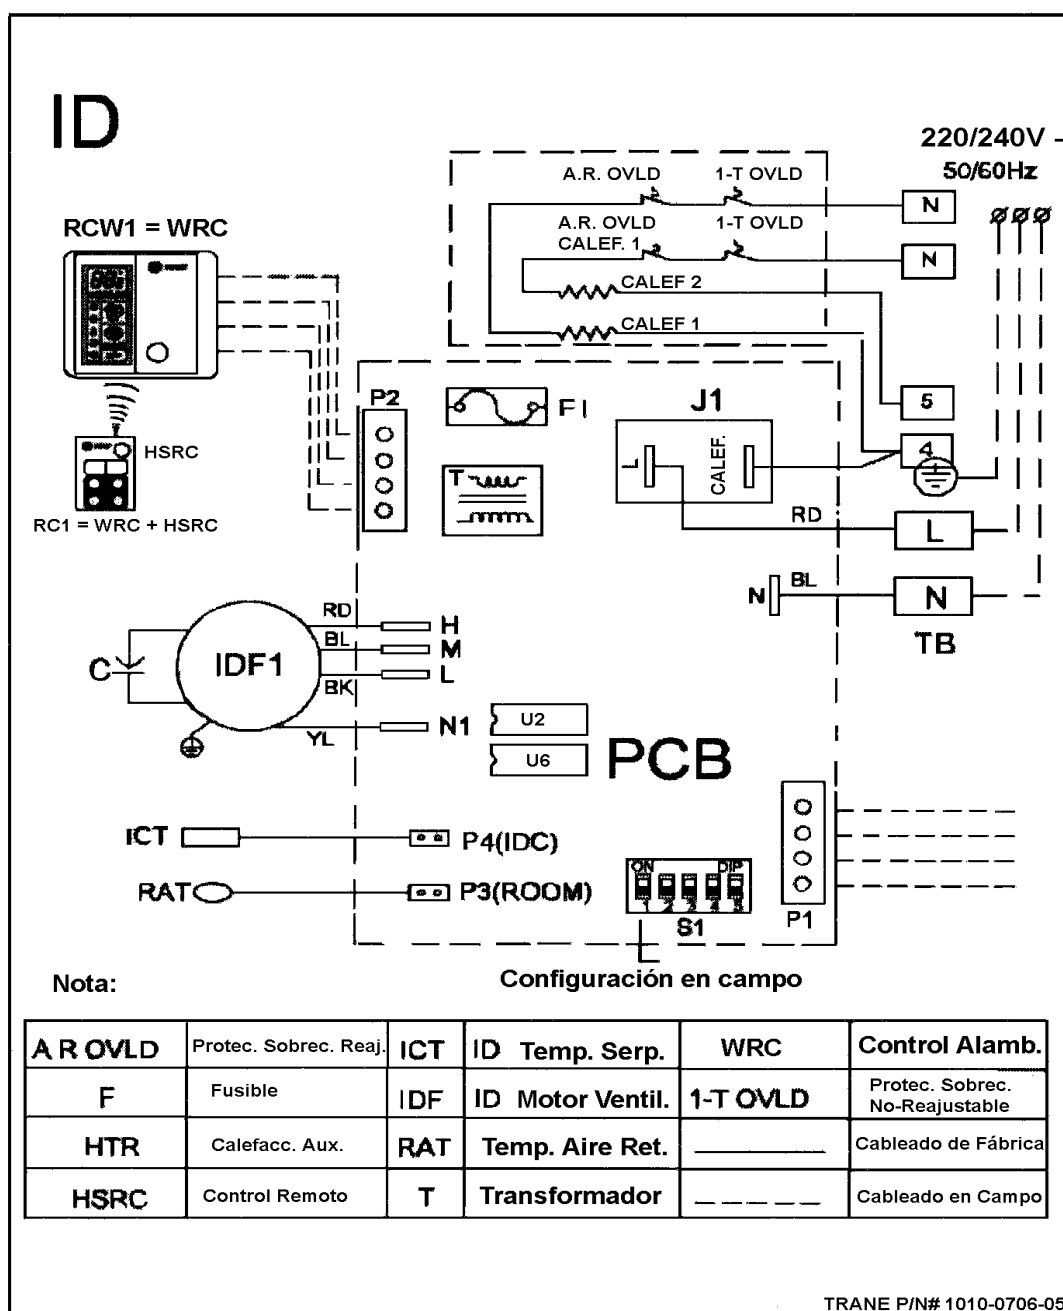 ID
220/240V -
50/60Hz
A.R. OVLD
1-T OVLD
N
RCW1 = WRC
A.R. OVLD
1-T OVLD
CALEF. 1
N
CALEF 2
CALEF 1
P2
F1
J1
5
4
HSRC
T
L
CALEF.
RC1 = WRC + HSRC
RD
L
BL
N
N
TB
RD
H
BL
M
C
IDF1
L
BK
N1
YL
U2
U6
PCB
ICT
P4(IDC)
RAT
P3(ROOM)
ON
DIP
1 2 3 4 5
S1
P1
Configuración en campo
Nota:
A R OVLD Protec. Sobrec. Reaj. ICT ID Temp. Serp. WRC Control Alamb.
F Fusible IDF ID Motor Ventil. 1-T OVLD Protec. Sobrec. No-Reajustable
HTR Calefacc. Aux. RAT Temp. Aire Ret. Cableado de Fábrica
HSRC Control Remoto T Transformador Cableado en Campo
TRANE P/N# 1010-0706-05